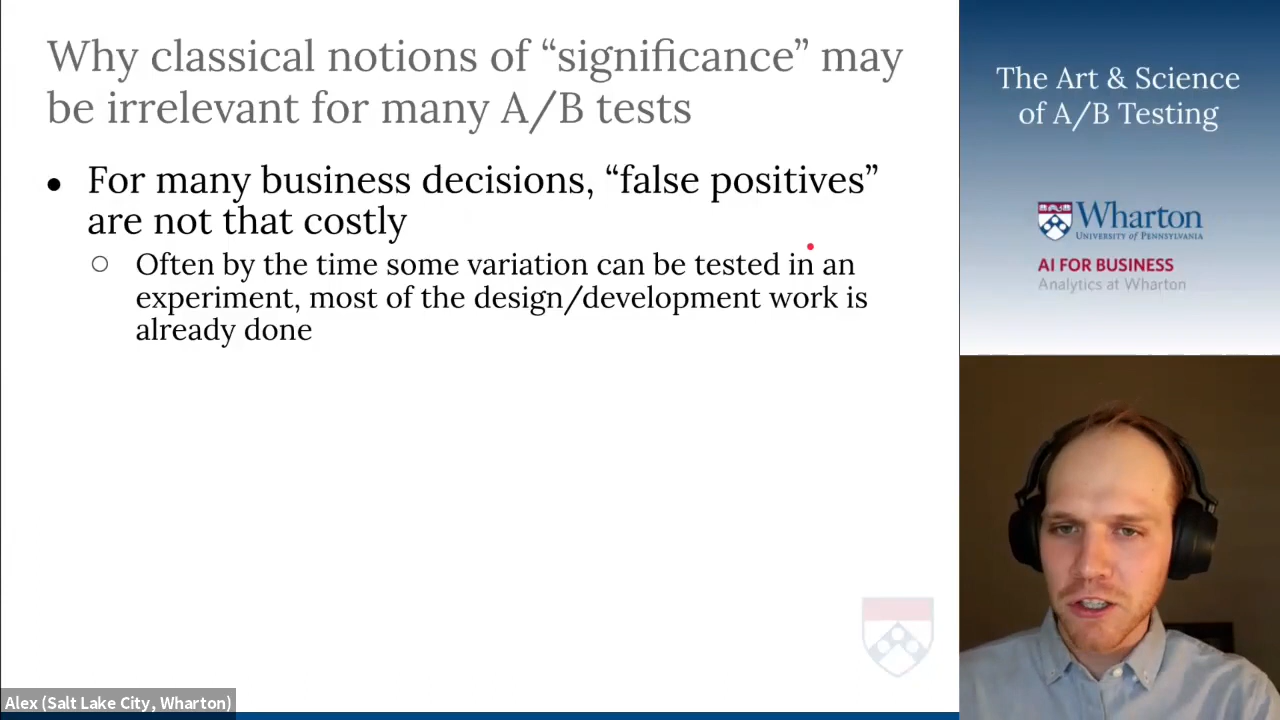 Why classical notions of “significance” may
be irrelevant for many A/B tests
● For many business decisions, “false positives”
are not that costly
○ Often by the time some variation can be tested in an
experiment, most of the design/development work is
already done
The Art & Science
of A/B Testing
Wharton
UNIVERSITY OF PENNSYLVANIA
AI FOR BUSINESS
Analytics at Wharton
Alex (Salt Lake City, Wharton)